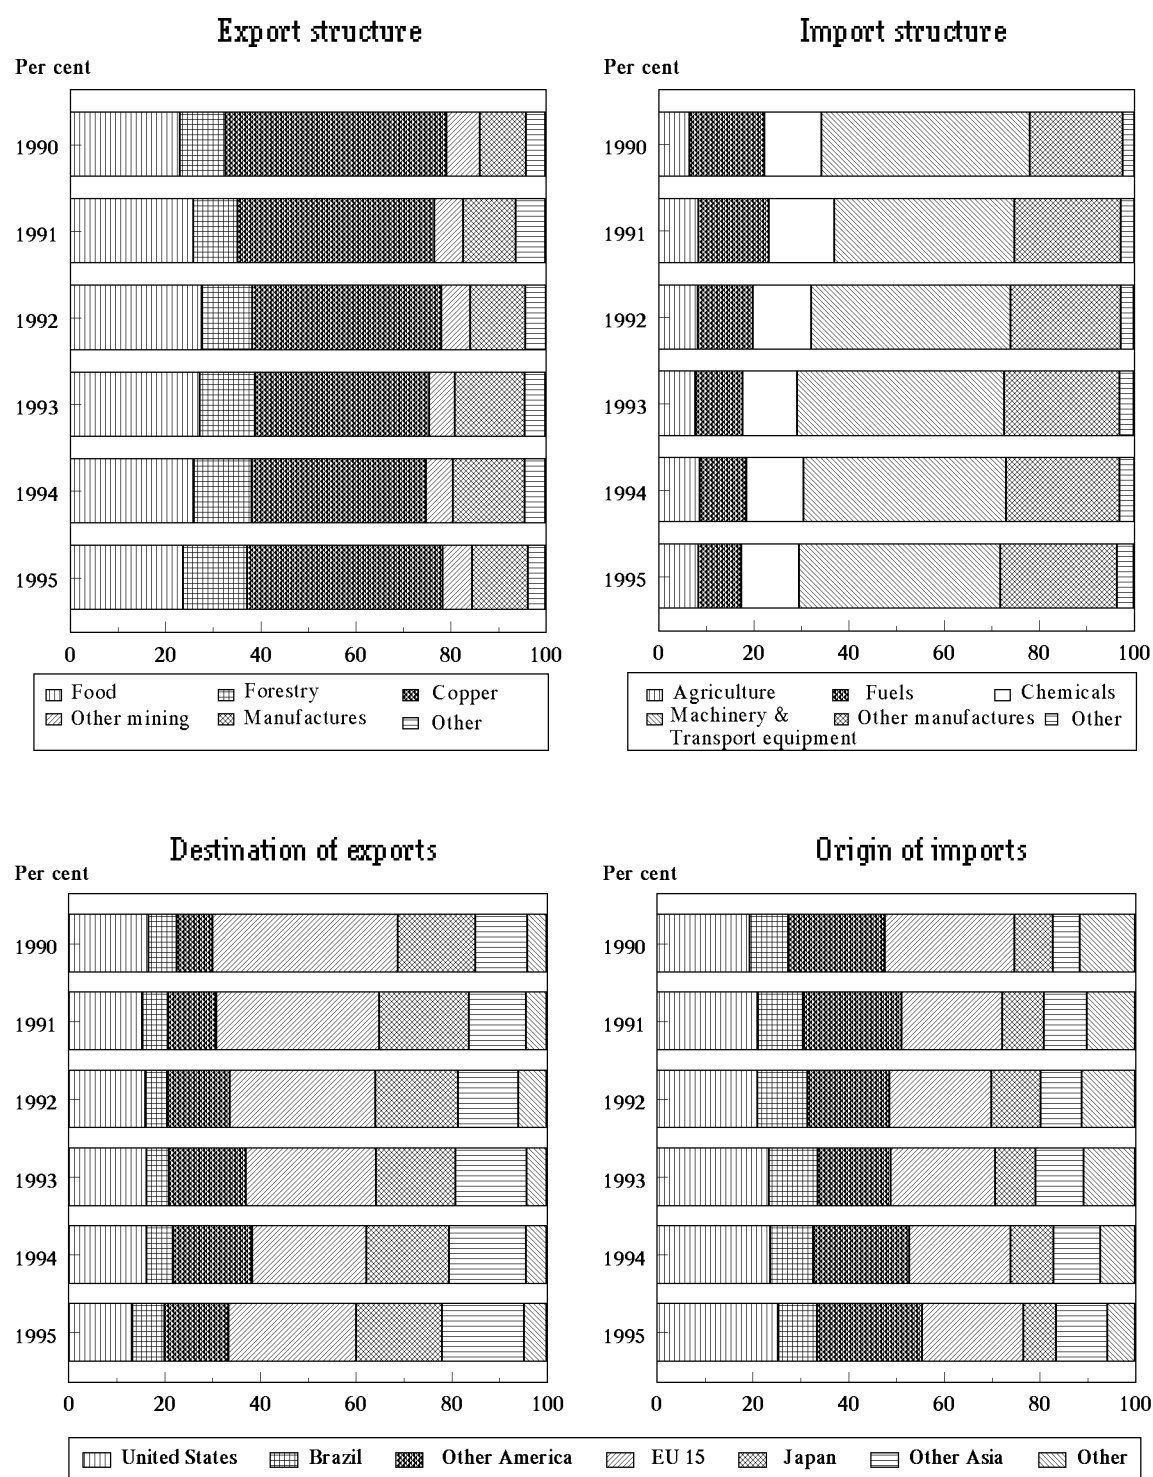 Export structure
Per cent
1990
1991
1992
1993
1994
1995
0 20 40 60 80 100
Food Forestry Copper
Other mining Manufactures Other
Import structure
Per cent
1990
1991
1992
1993
1994
1995
0 20 40 60 80 100
Agriculture Fuels Chemicals
Machinery & Other manufactures Other
Transport equipment
Destination of exports
Per cent
1990
1991
1992
1993
1994
1995
0 20 40 60 80 100
Origin of imports
Per cent
1990
1991
1992
1993
1994
1995
0 20 40 60 80 100
United States Brazil Other America EU 15 Japan Other Asia Other